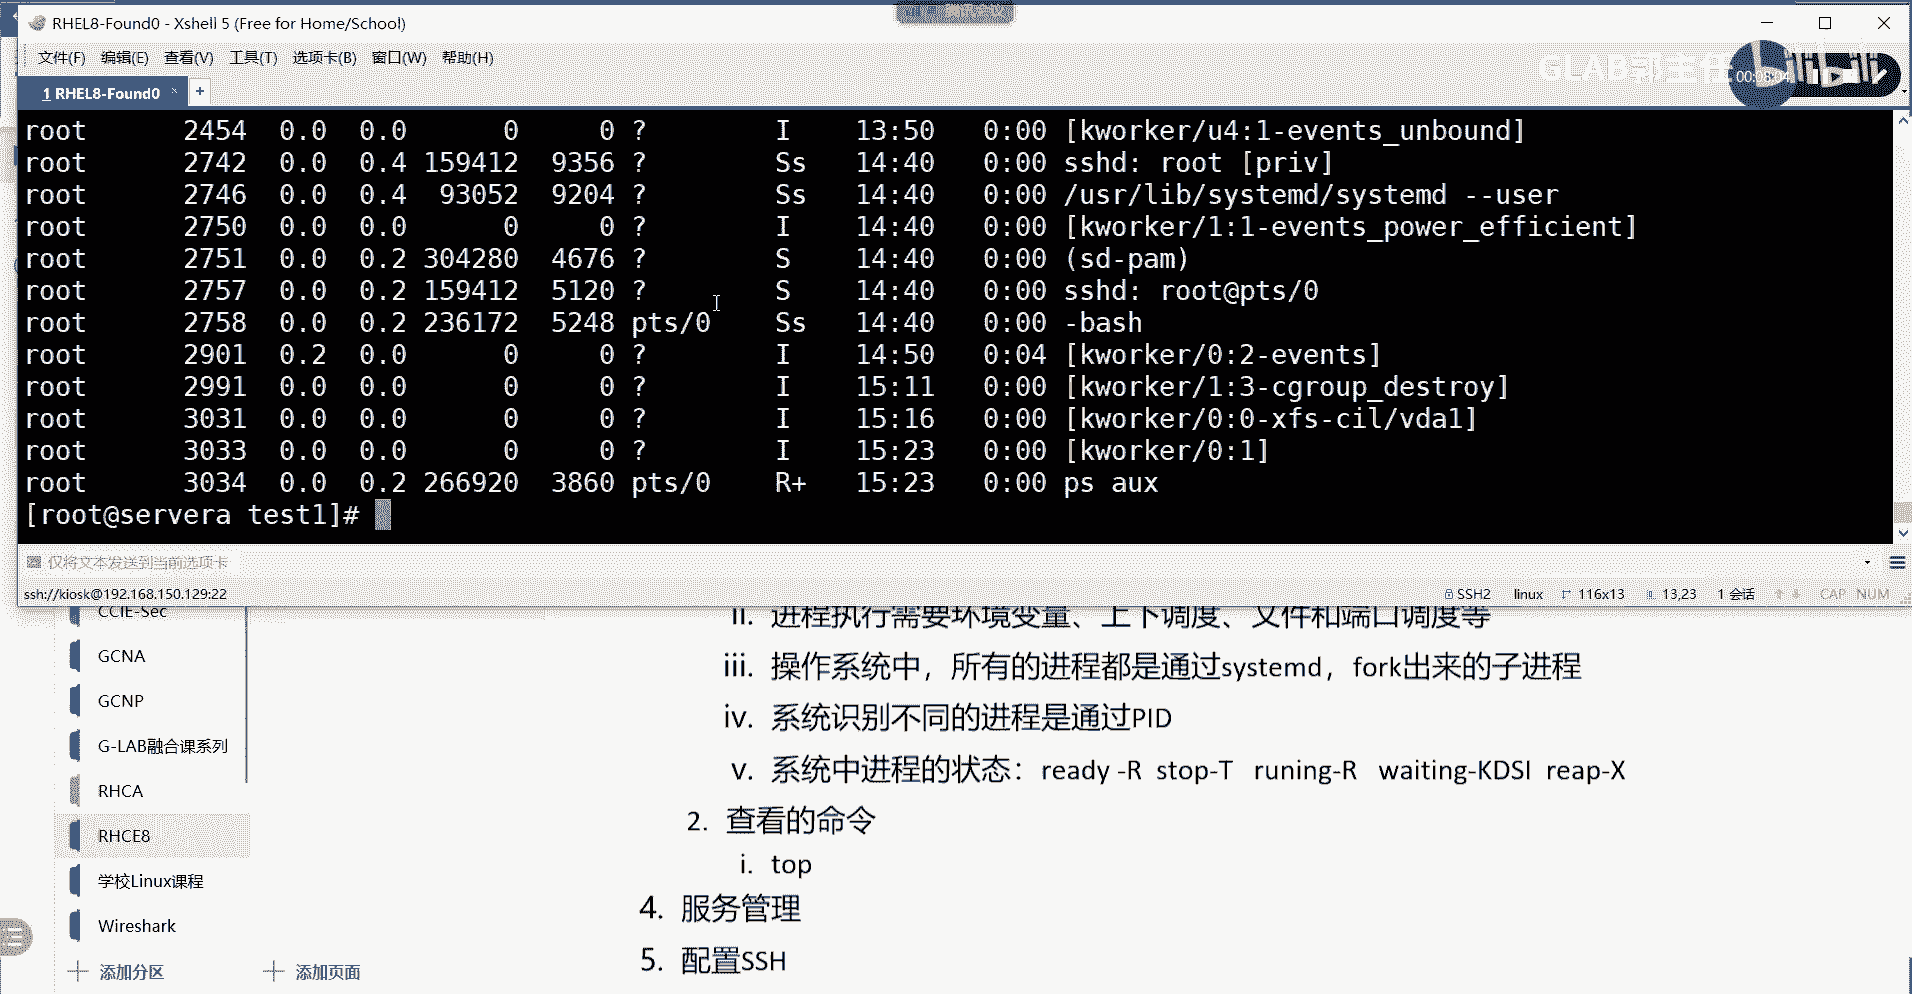 RHEL8-Found0 - Xshell 5 (Free for Home/School)
文件(F) 编辑(E) 查看(V) 工具(T) 选项卡(B) 窗口(W) 帮助(H)
GLAB郭主任 bilibili
00:08:04
1 RHEL8-Found0 × +
root 2454 0.0 0.0 0 0 ? I 13:50 0:00 [kworker/u4:1-events_unbound]
root 2742 0.0 0.4 159412 9356 ? Ss 14:40 0:00 sshd: root [priv]
root 2746 0.0 0.4 93052 9204 ? Ss 14:40 0:00 /usr/lib/systemd/systemd --user
root 2750 0.0 0.0 0 0 ? I 14:40 0:00 [kworker/1:1-events_power_efficient]
root 2751 0.0 0.2 304280 4676 ? S 14:40 0:00 (sd-pam)
root 2757 0.0 0.2 159412 5120 ? S 14:40 0:00 sshd: root@pts/0
root 2758 0.0 0.2 236172 5248 pts/0 Ss 14:40 0:00 -bash
root 2901 0.2 0.0 0 0 ? I 14:50 0:04 [kworker/0:2-events]
root 2991 0.0 0.0 0 0 ? I 15:11 0:00 [kworker/1:3-cgroup_destroy]
root 3031 0.0 0.0 0 0 ? I 15:16 0:00 [kworker/0:0-xfs-cil/vda1]
root 3033 0.0 0.0 0 0 ? I 15:23 0:00 [kworker/0:1]
root 3034 0.0 0.2 266920 3860 pts/0 R+ 15:23 0:00 ps aux
[root@servera test1]#
仅将文本发送到当前选项卡
ssh://kiosk@192.168.150.129:22 SSH2 linux 116x13 13,23 1 会话 CAP NUM
CCIE-Sec
GCNA
GCNP
G-LAB融合课系列
RHCA
RHCE8
学校Linux课程
Wireshark
添加分区 添加页面
ii. 进程执行需要环境变量、上下调度、文件和端口调度等
iii. 操作系统中，所有的进程都是通过systemd，fork出来的子进程
iv. 系统识别不同的进程是通过PID
v. 系统中进程的状态：ready -R stop-T runing-R waiting-KDSI reap-X
2. 查看的命令
i. top
4. 服务管理
5. 配置SSH